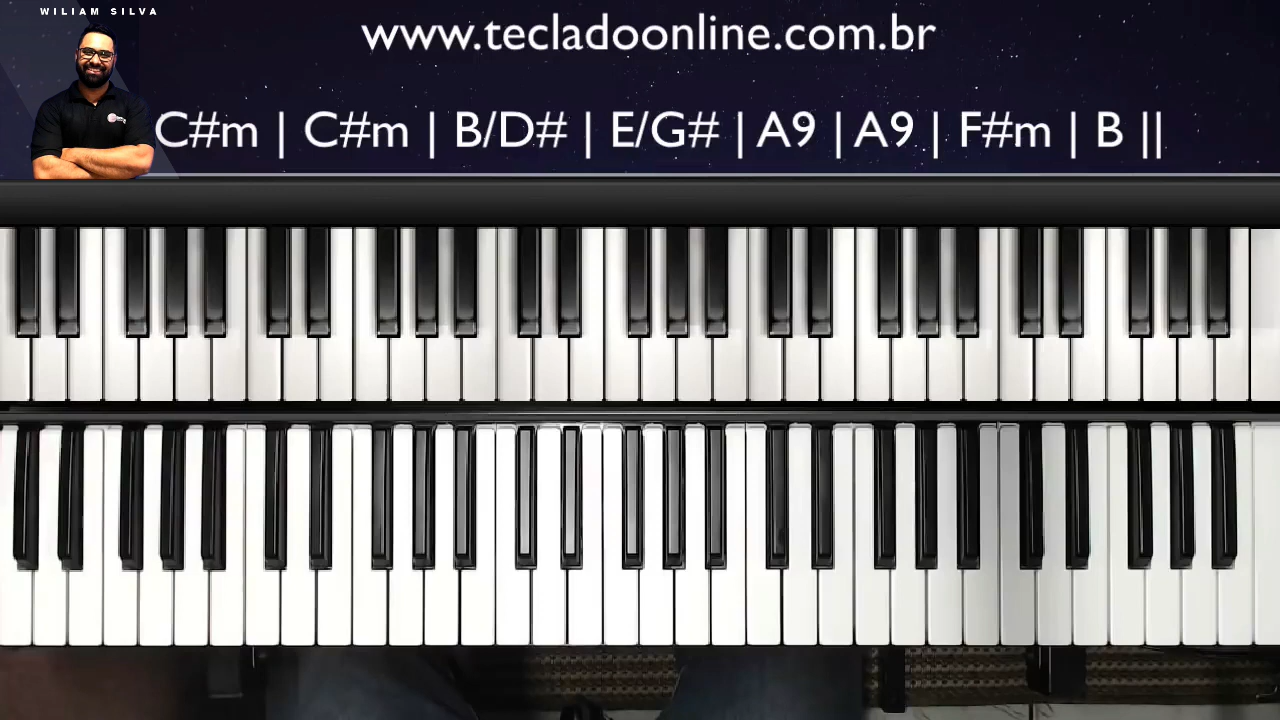 WILIAM SILVA
www.tecladoonline.com.br
C#m | C#m | B/D# | E/G# | A9 | A9 | F#m | B ||